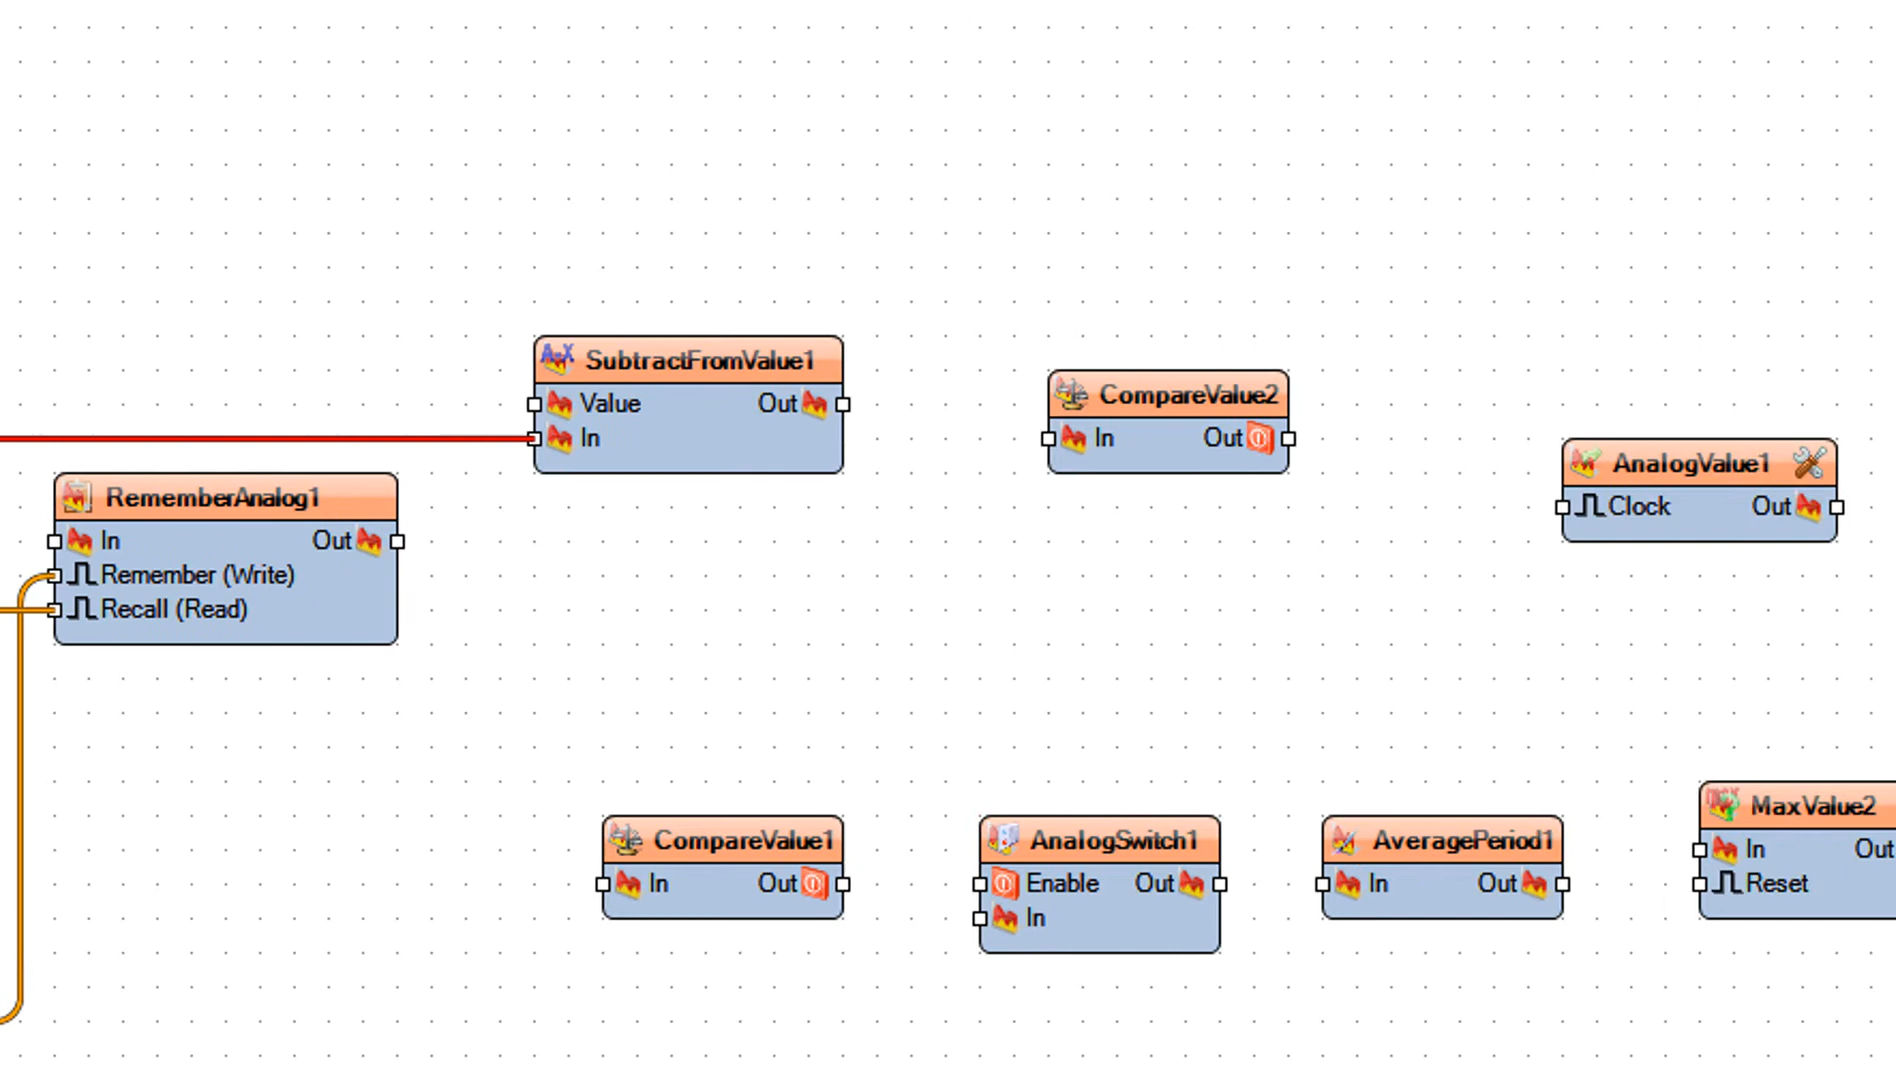 SubtractFromValue1
Value Out
In
CompareValue2
In Out
AnalogValue1
Clock Out
RememberAnalog1
In Out
Remember (Write)
Recall (Read)
CompareValue1
In Out
AnalogSwitch1
Enable Out
In
AveragePeriod1
In Out
MaxValue2
In Out
Reset